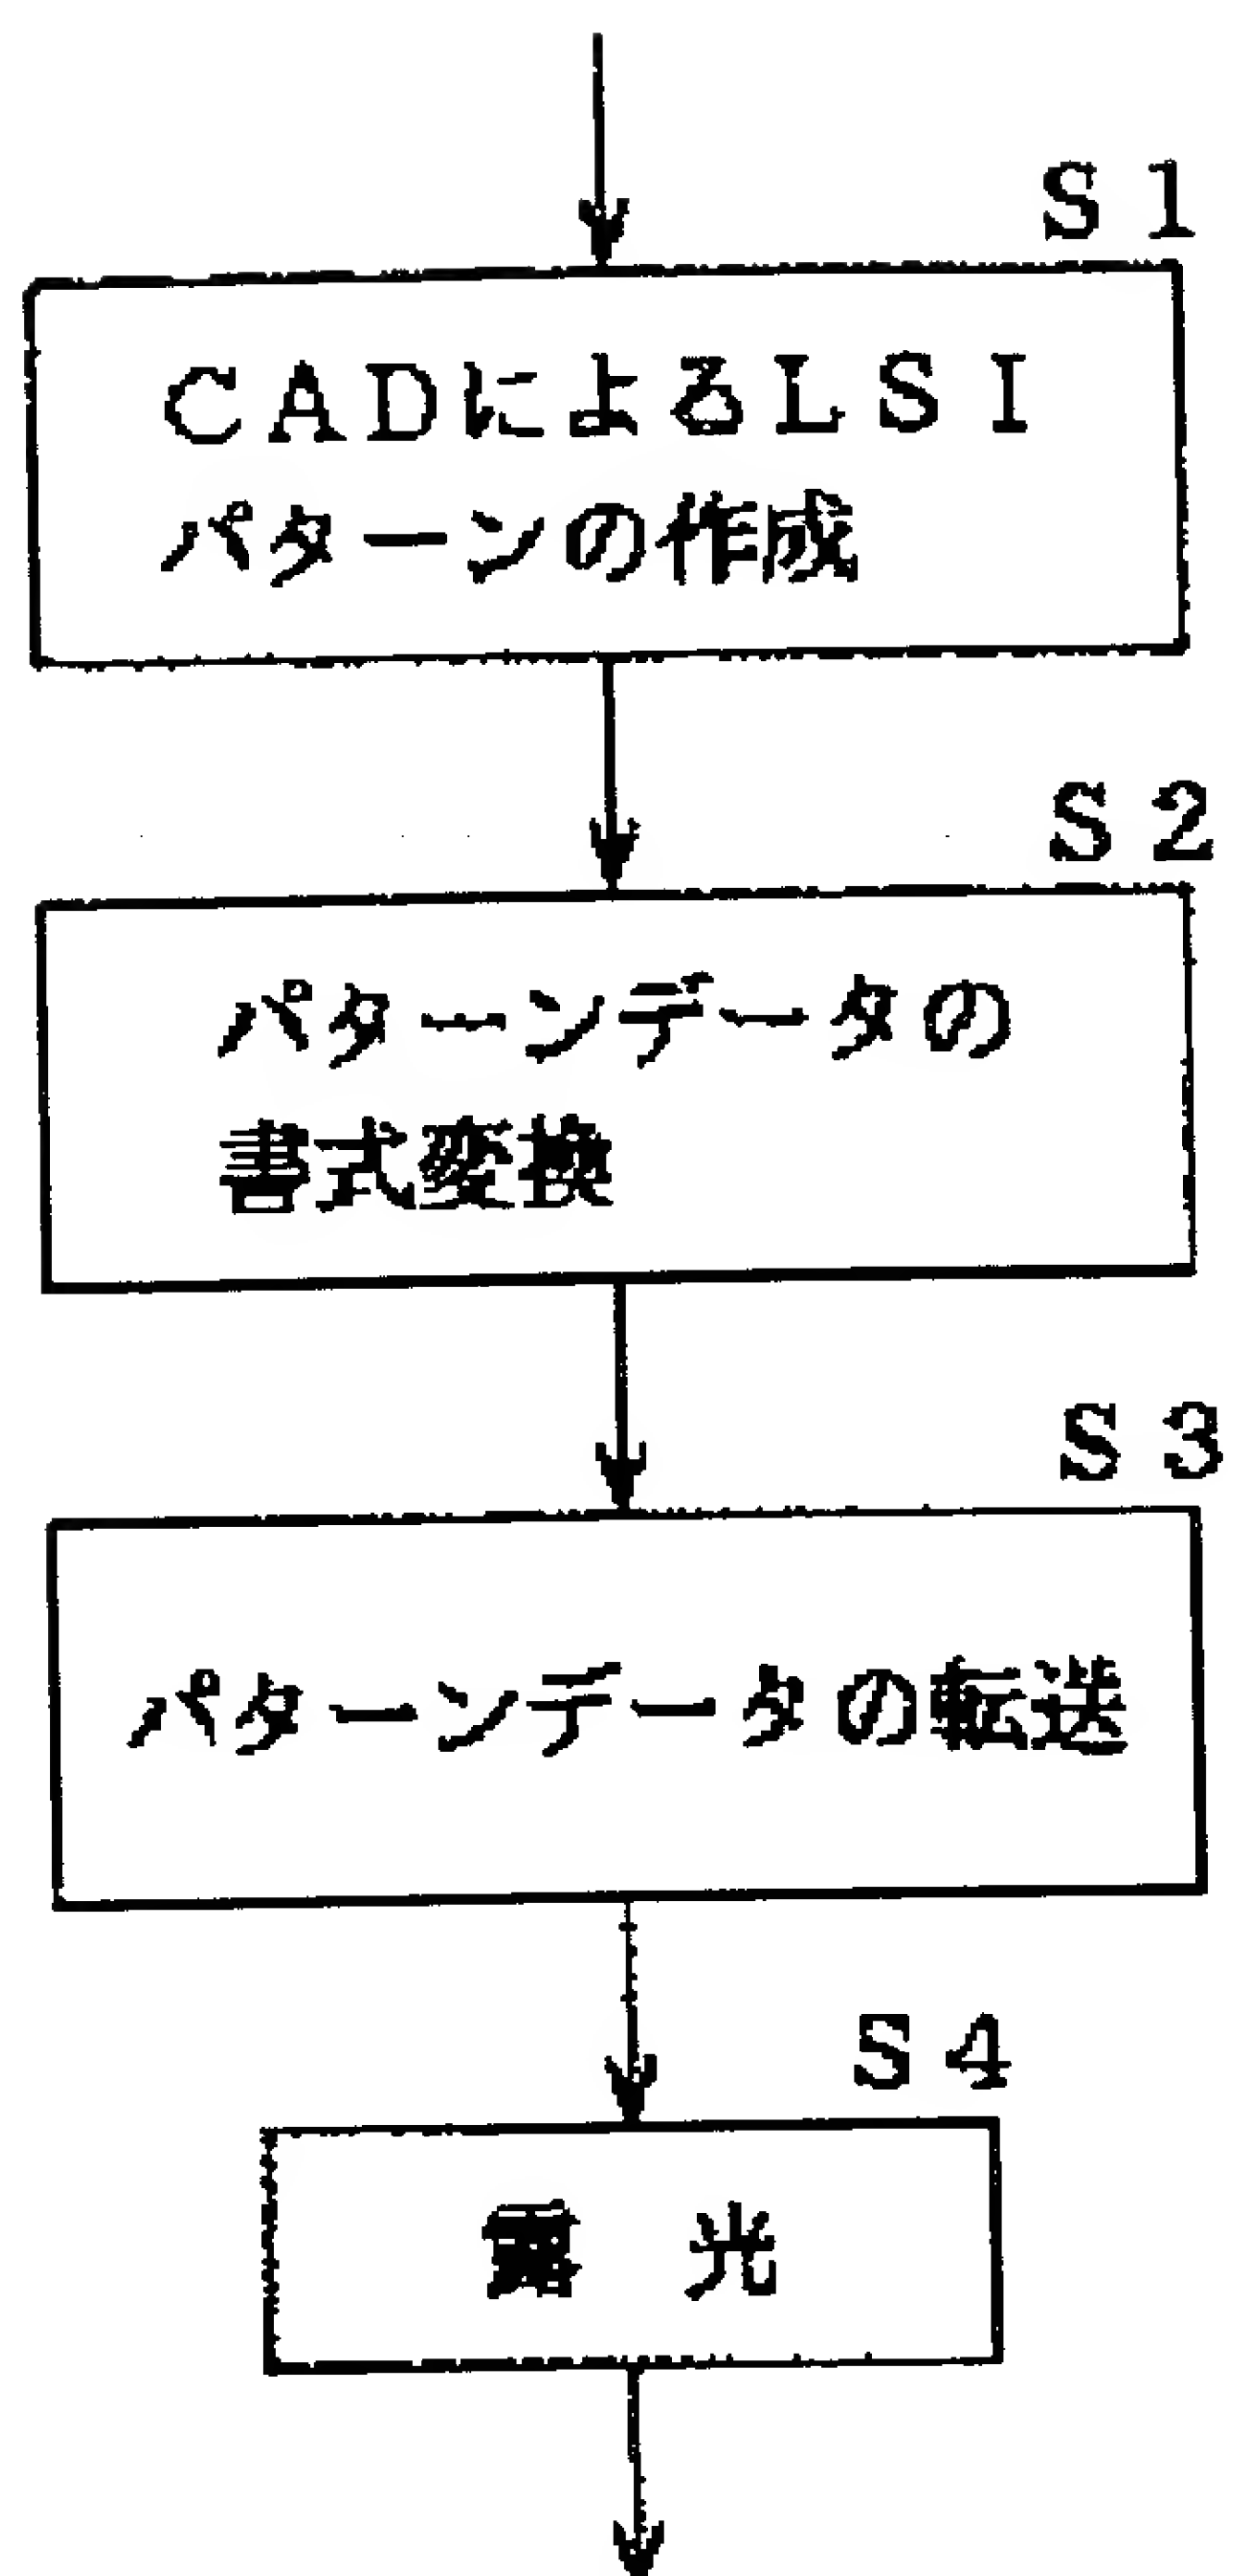 S1
CADによるLSI
パターンの作成
S2
パターンデータの
書式変換
S3
パターンデータの転送
S4
露 光